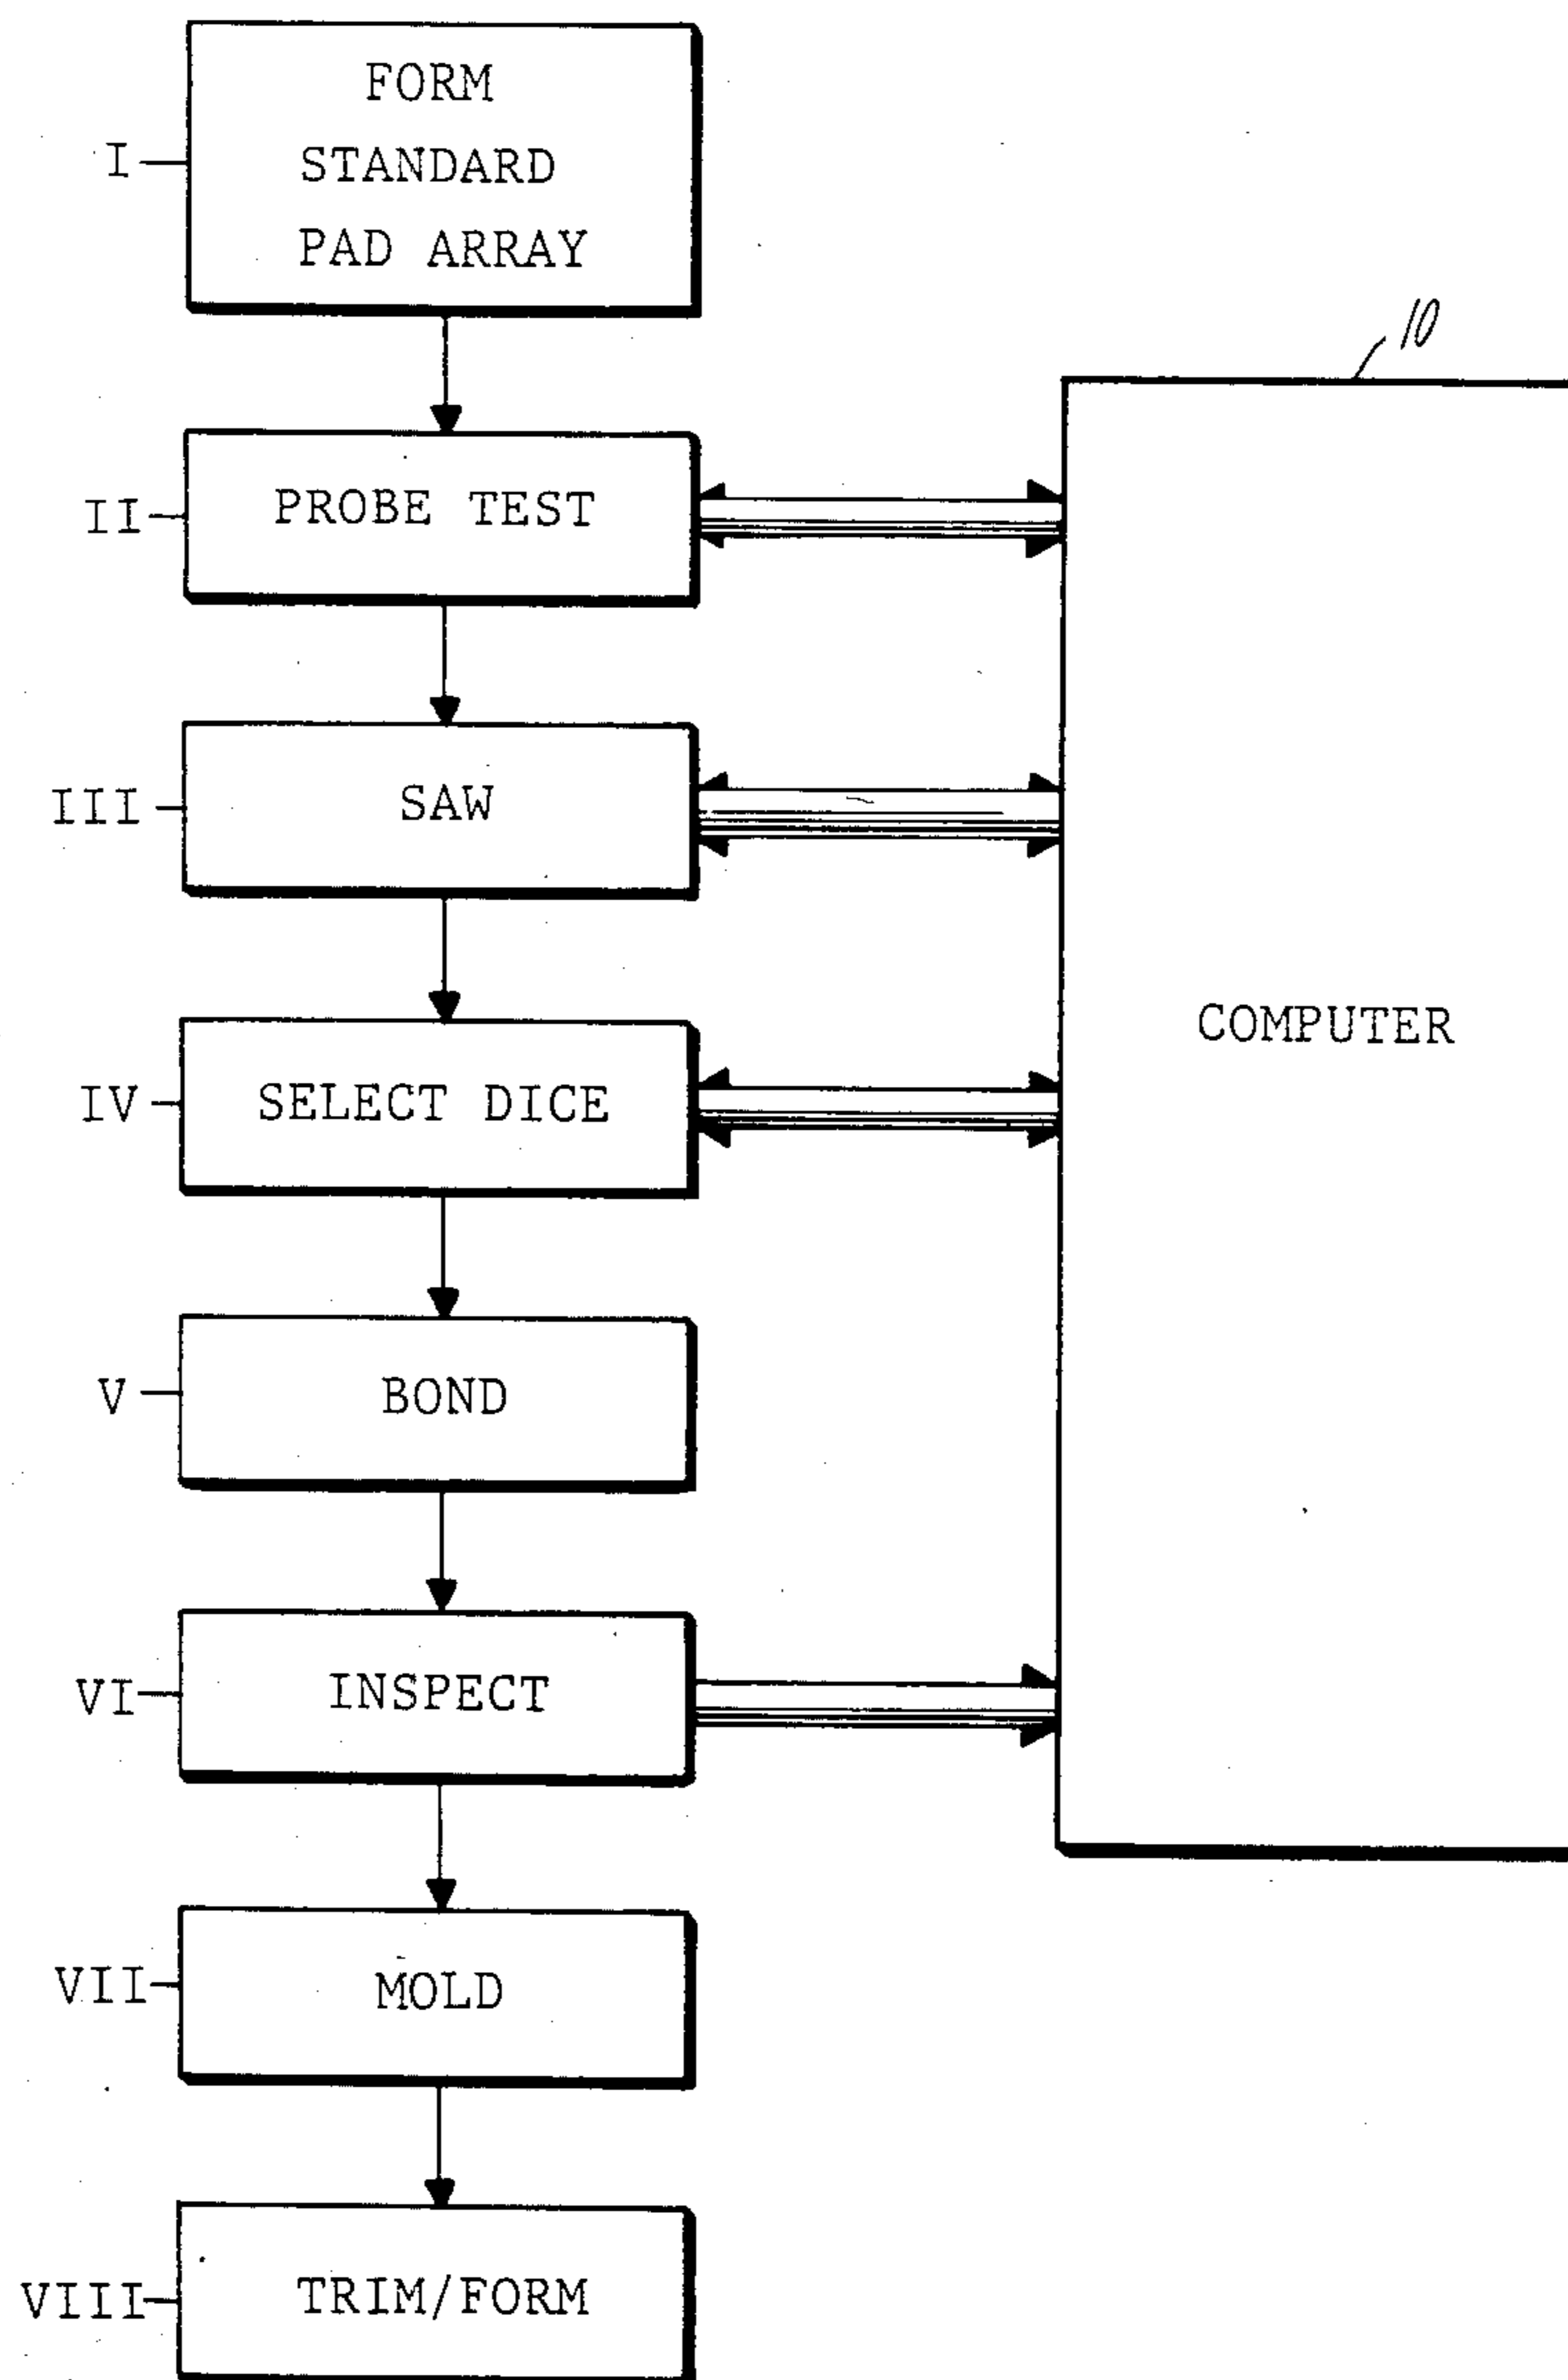 FORM
STANDARD
PAD ARRAY
I
10
PROBE TEST
II
SAW
III
COMPUTER
SELECT DICE
IV
BOND
V
INSPECT
VI
MOLD
VII
TRIM/FORM
VIII